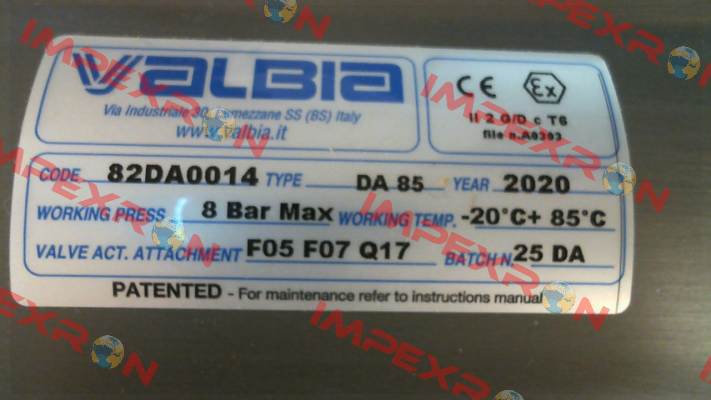 VALBIA
Via Industriale 30, Lumezzane SS (BS) Italy
www.valbia.it
CE Ex
II 2 G/D c T6
file n.A0303
CODE 82DA0014 TYPE DA 85 YEAR 2020
WORKING PRESS 8 Bar Max WORKING TEMP. -20°C+ 85°C
VALVE ACT. ATTACHMENT F05 F07 Q17 BATCH N. 25 DA
PATENTED - For maintenance refer to instructions manual
IMPEXRON